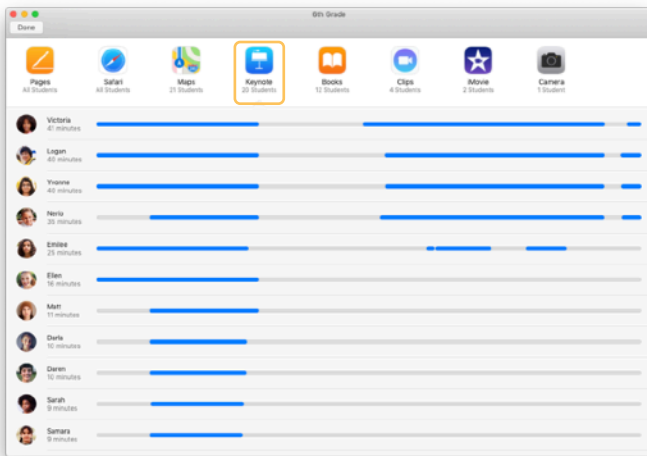 6th Grade
Done
Pages
All Students
Safari
All Students
Maps
21 Students
Keynote
20 Students
Books
12 Students
Clips
4 Students
iMovie
2 Students
Camera
1 Student
Victoria
41 minutes
Logan
40 minutes
Yvonne
40 minutes
Nerio
36 minutes
Emilee
25 minutes
Ellen
16 minutes
Matt
11 minutes
Darla
10 minutes
Daren
10 minutes
Sarah
9 minutes
Samara
9 minutes